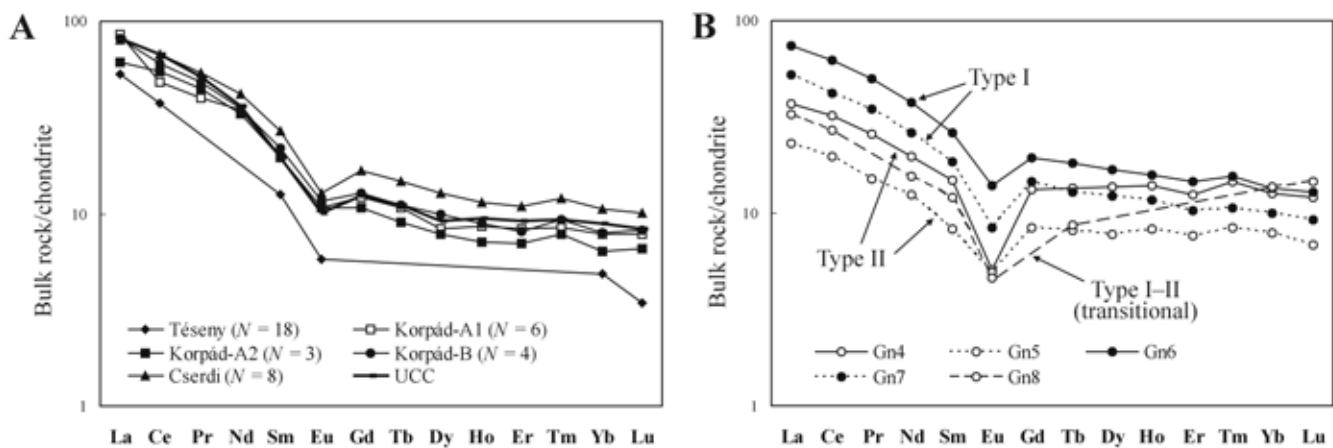 A
Bulk rock/chondrite
100
10
1
Téseny (N = 18)
Korpád-A1 (N = 6)
Korpád-A2 (N = 3)
Korpád-B (N = 4)
Cserdi (N = 8)
UCC
La Ce Pr Nd Sm Eu Gd Tb Dy Ho Er Tm Yb Lu
B
Bulk rock/chondrite
100
10
1
Type I
Type II
Type I–II
(transitional)
Gn4
Gn5
Gn6
Gn7
Gn8
La Ce Pr Nd Sm Eu Gd Tb Dy Ho Er Tm Yb Lu